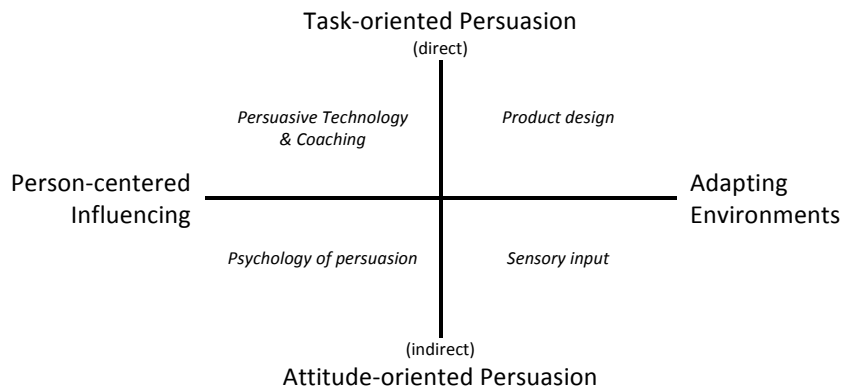 Task-oriented Persuasion
(direct)
Persuasive Technology
& Coaching
Product design
Person-centered
Influencing
Adapting
Environments
Psychology of persuasion
Sensory input
(indirect)
Attitude-oriented Persuasion